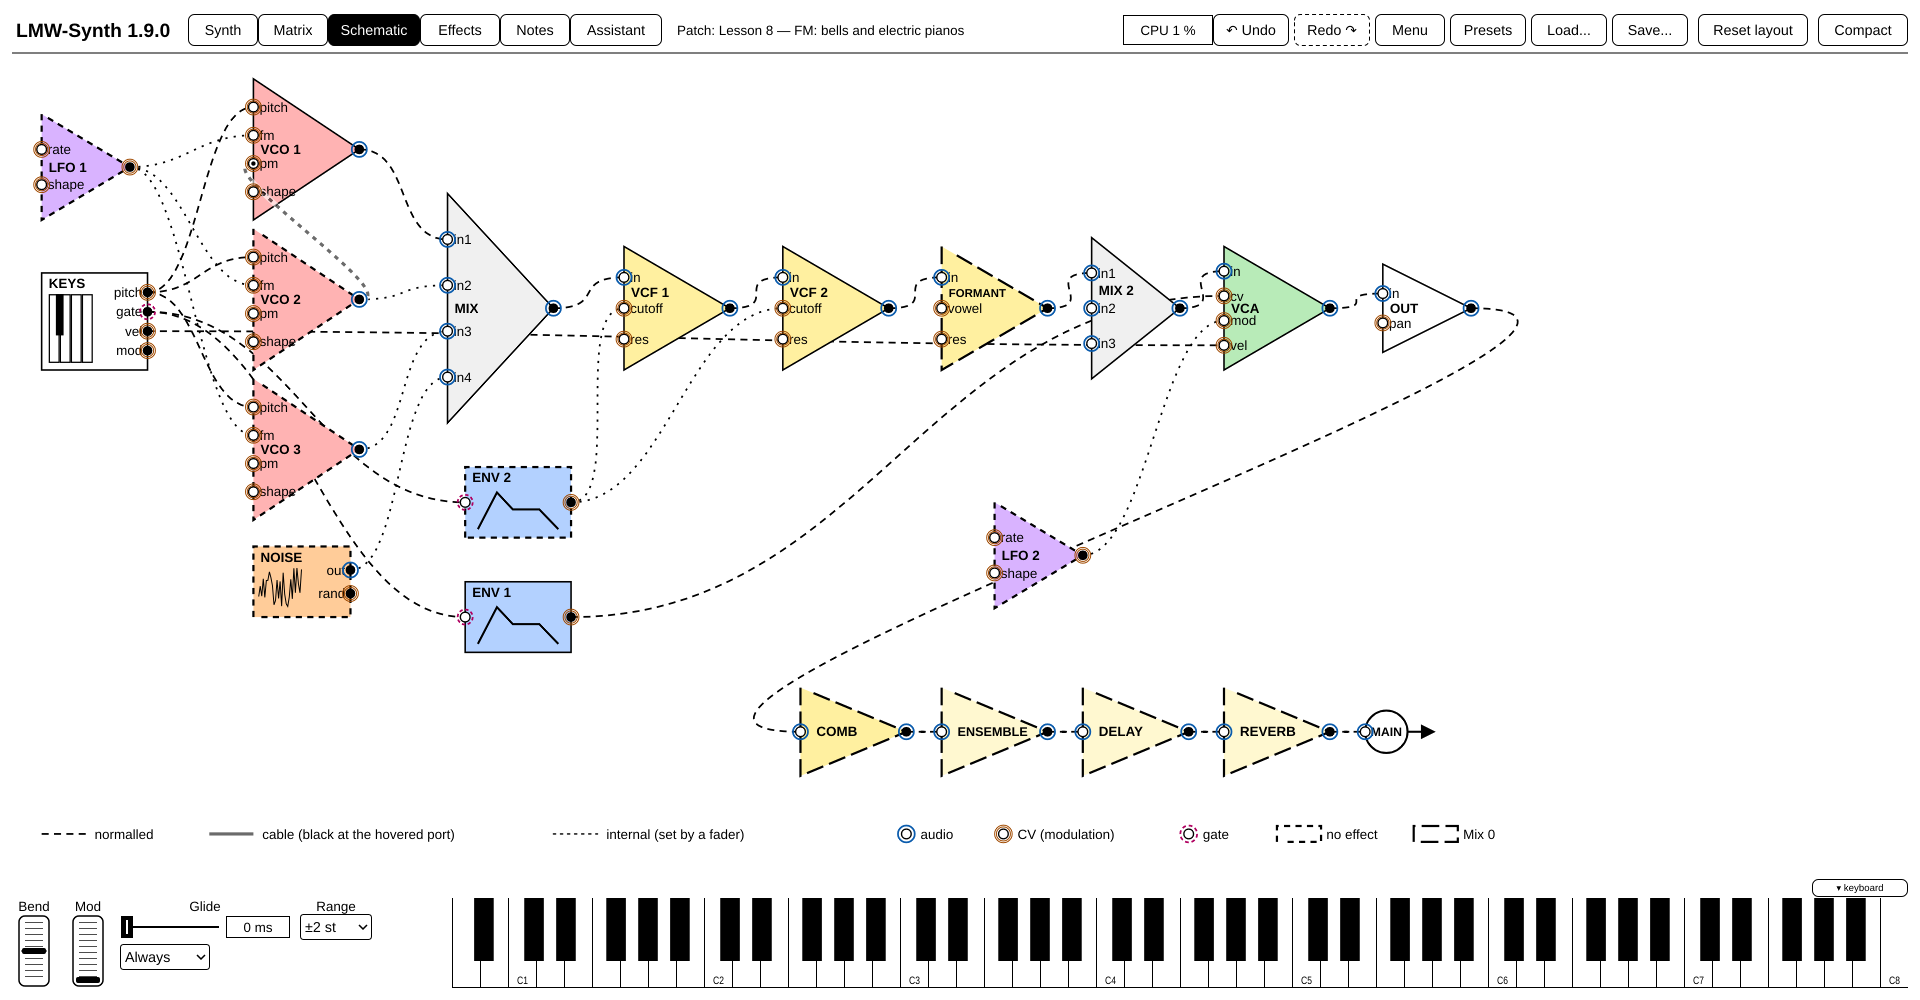 LMW-Synth 1.9.0
Synth
Matrix
Schematic
Effects
Notes
Assistant
Patch: Lesson 8 — FM: bells and electric pianos
CPU 1 %
↶ Undo
Redo ↷
Menu
Presets
Load...
Save...
Reset layout
Compact
rate
LFO 1
shape
pitch
fm
VCO 1
pm
shape
KEYS
pitch
gate
vel
mod
pitch
fm
VCO 2
pm
shape
pitch
fm
VCO 3
pm
shape
NOISE
out
rand
in1
in2
MIX
in3
in4
ENV 2
ENV 1
in
VCF 1
cutoff
res
in
VCF 2
cutoff
res
in
FORMANT
vowel
res
in1
MIX 2
in2
in3
in
cv
VCA
mod
vel
in
OUT
pan
rate
LFO 2
shape
COMB
ENSEMBLE
DELAY
REVERB
MAIN
normalled
cable (black at the hovered port)
internal (set by a fader)
audio
CV (modulation)
gate
no effect
Mix 0
▾ keyboard
Bend
Mod
Glide
0 ms
Range
±2 st
Always
C1
C2
C3
C4
C5
C6
C7
C8